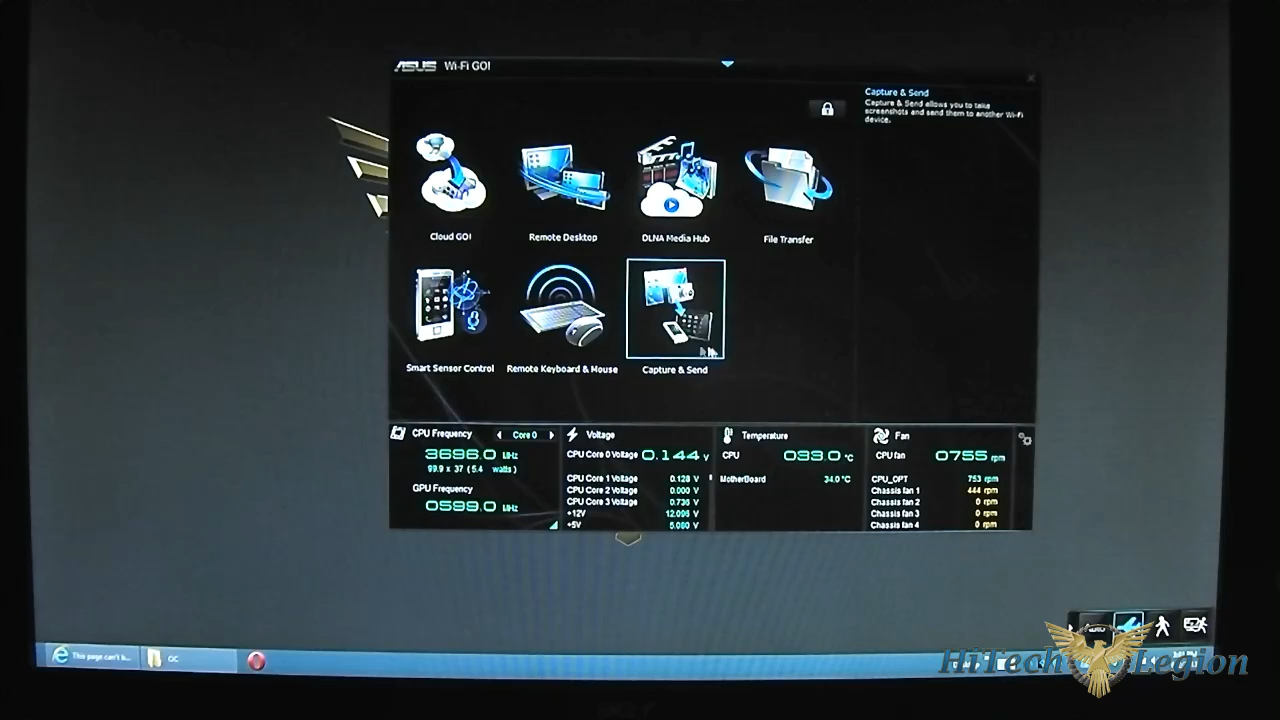 ASUS Wi-Fi GO!
Capture & Send
Capture & Send allows you to take
screenshots and send them to another Wi-Fi
device.
Cloud GO!
Remote Desktop
DLNA Media Hub
File Transfer
Smart Sensor Control
Remote Keyboard & Mouse
Capture & Send
CPU Frequency
Core 0
3696.0 MHz
99.9 x 37 (5.4 watts)
GPU Frequency
0599.0 MHz
Voltage
CPU Core 0 Voltage 0.144 V
CPU Core 1 Voltage 0.128 V
CPU Core 2 Voltage 0.000 V
CPU Core 3 Voltage 0.736 V
+12V 12.096 V
+5V 5.080 V
Temperature
CPU 033.0 °C
MotherBoard 34.0 °C
Fan
CPU fan 0755 rpm
CPU_OPT 753 rpm
Chassis fan 1 444 rpm
Chassis fan 2 0 rpm
Chassis fan 3 0 rpm
Chassis fan 4 0 rpm
This page can't b...
OC
HiTech Legion